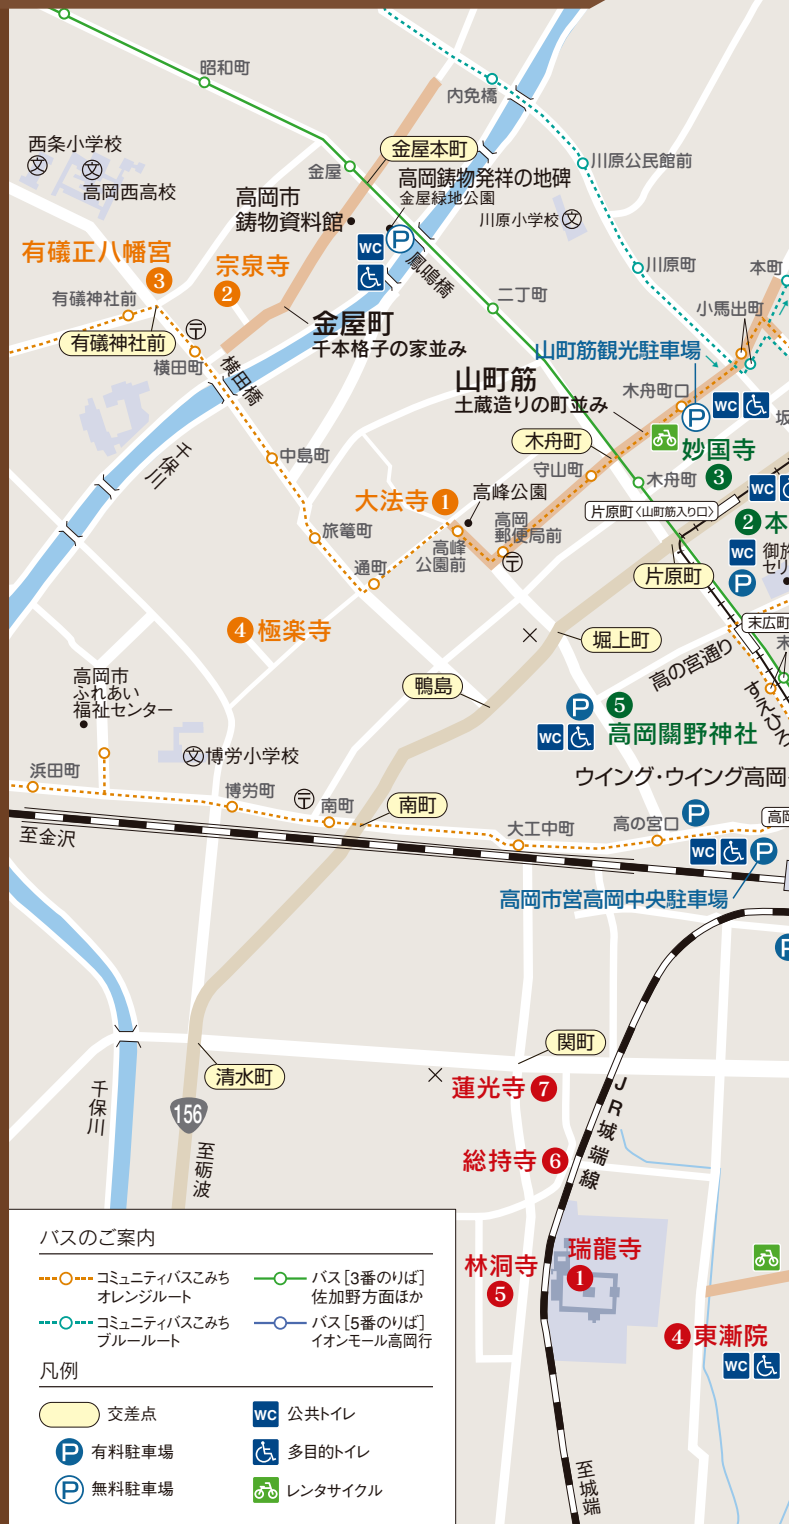 昭和町
内免橋
西条小学校
文
文
高岡西高校
金屋
金屋本町
川原公民館前
高岡市
鋳物資料館
高岡鋳物発祥の地碑
金屋緑地公園
川原小学校
文
WC
P
鳳鳴橋
有礒正八幡宮
3
宗泉寺
2
川原町
本町
有礒神社前
有礒神社前
〒
横田町
横田橋
金屋町
千本格子の家並み
二丁町
小馬出町
山町筋観光駐車場
山町筋
土蔵造りの町並み
木舟町口
P
WC
千保川
中島町
木舟町
守山町
妙国寺
3
木舟町
WC
大法寺
1
高峰公園
片原町〈山町筋入り口〉
2
本
旅篭町
高峰
公園前
高岡
郵便局前
〒
WC
P
通町
片原町
4
極楽寺
堀上町
末広町
高の宮通り
すえひろ
鴨島
高岡市
ふれあい
福祉センター
P
5
WC
高岡關野神社
文
博労小学校
浜田町
博労町
〒
南町
南町
ウイング・ウイング高岡
大工中町
高の宮口
P
至金沢
WC
P
高岡市営高岡中央駐車場
P
関町
清水町
蓮光寺
7
千保川
156
至砺波
JR城端線
総持寺
6
林洞寺
5
瑞龍寺
1
4
東漸院
WC
至城端
バスのご案内
コミュニティバスこみち
オレンジルート
バス[3番のりば]
佐加野方面ほか
コミュニティバスこみち
ブルールート
バス[5番のりば]
イオンモール高岡行
凡例
交差点
WC
公共トイレ
P
有料駐車場
多目的トイレ
P
無料駐車場
レンタサイクル